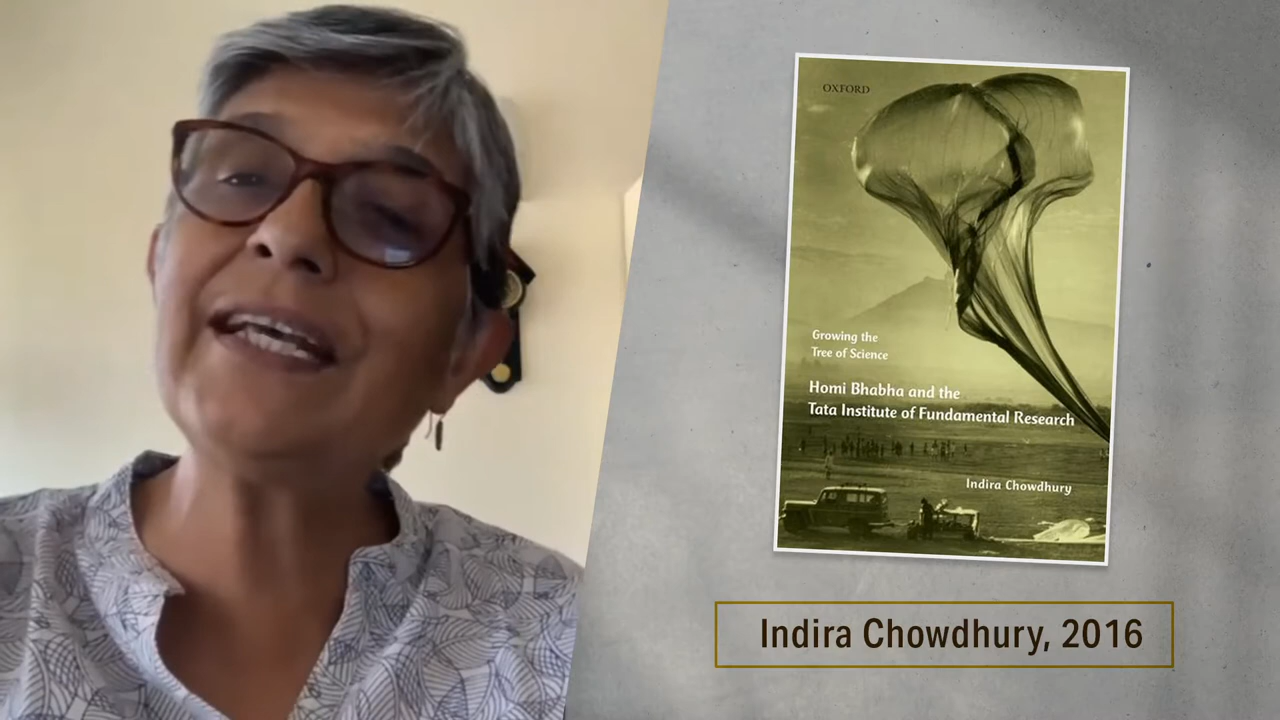 OXFORD
Growing the
Tree of Science
Homi Bhabha and the
Tata Institute of Fundamental Research
Indira Chowdhury
Indira Chowdhury, 2016